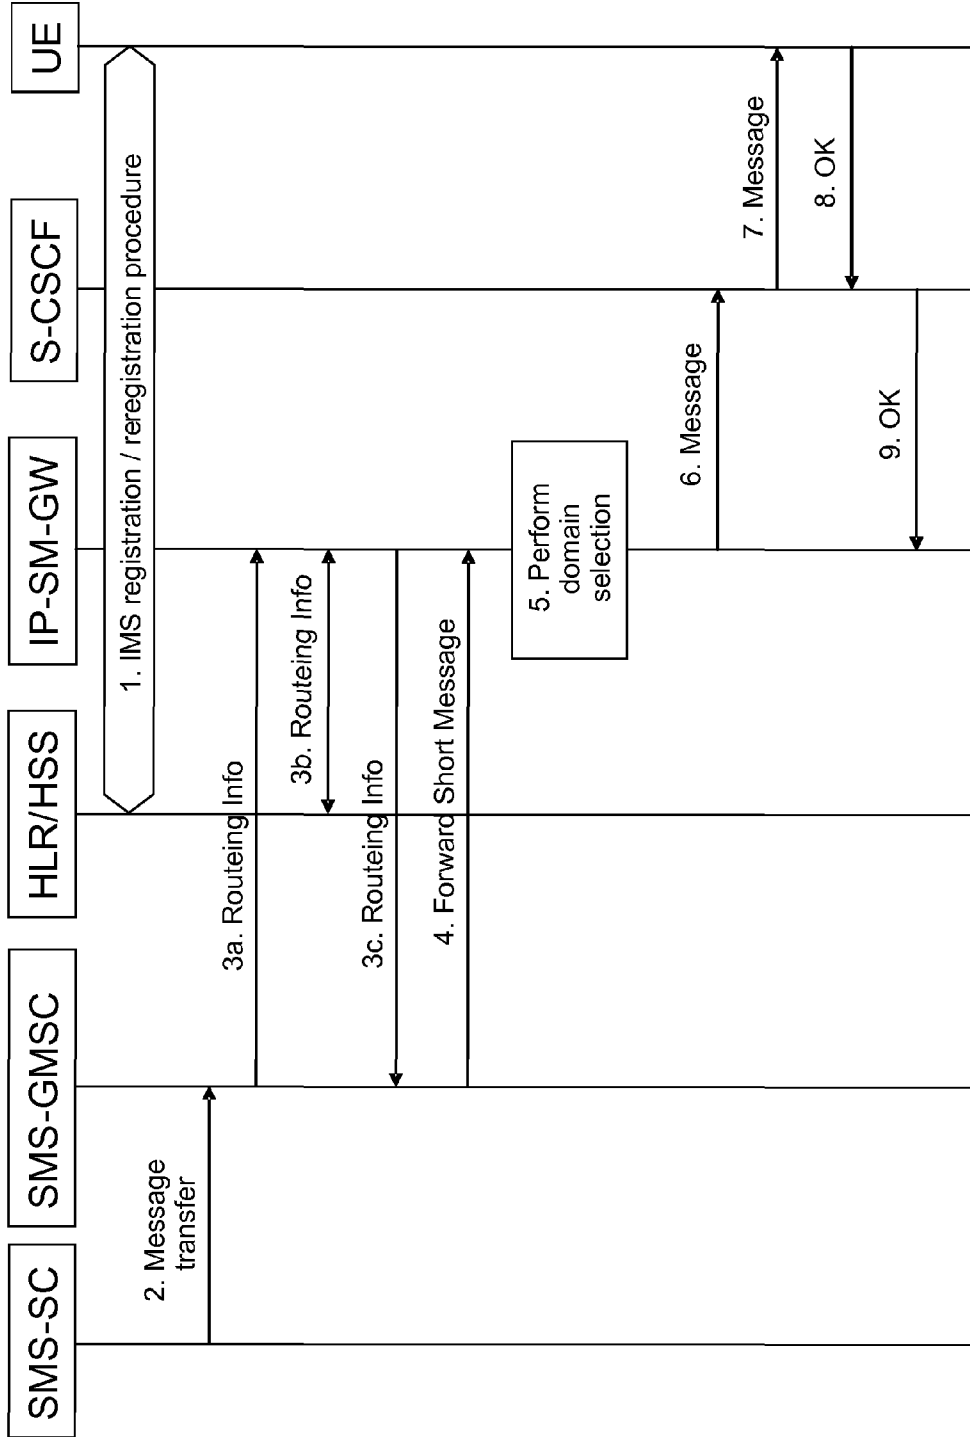 SMS-SC
SMS-GMSC
HLR/HSS
IP-SM-GW
S-CSCF
UE
1. IMS registration / reregistration procedure
2. Message
transfer
3a. Routeing Info
3b. Routeing Info
3c. Routeing Info
4. Forward Short Message
5. Perform
domain
selection
6. Message
7. Message
8. OK
9. OK